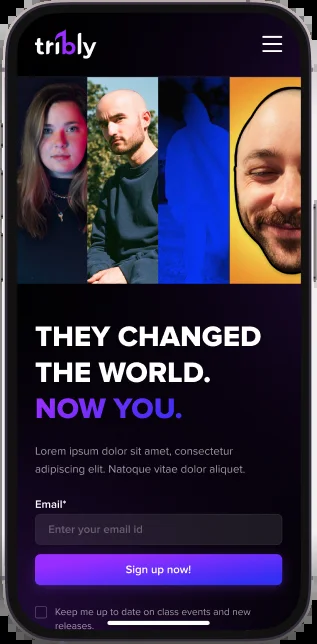 tribly
THEY CHANGED
THE WORLD.
NOW YOU.
Lorem ipsum dolor sit amet, consectetur
adipiscing elit. Natoque vitae dolor aliquet.
Email*
Enter your email id
Sign up now!
Keep me up to date on class events and new
releases.